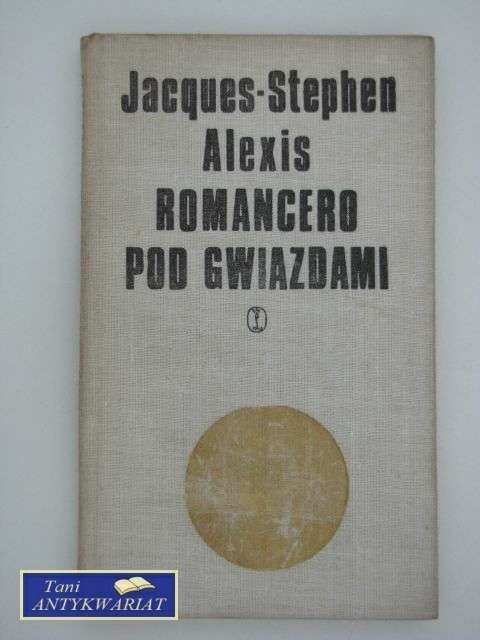 Jacques-Stephen
Alexis
ROMANCERO
POD GWIAZDAMI
Tani
ANTYKWARIAT